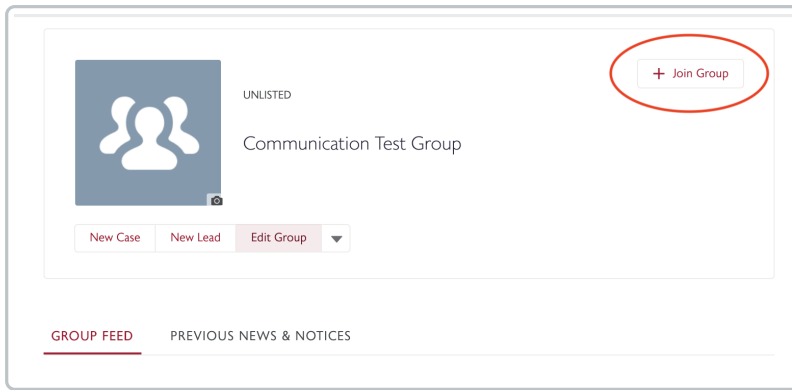 + Join Group
UNLISTED
Communication Test Group
New Case New Lead Edit Group
GROUP FEED PREVIOUS NEWS & NOTICES